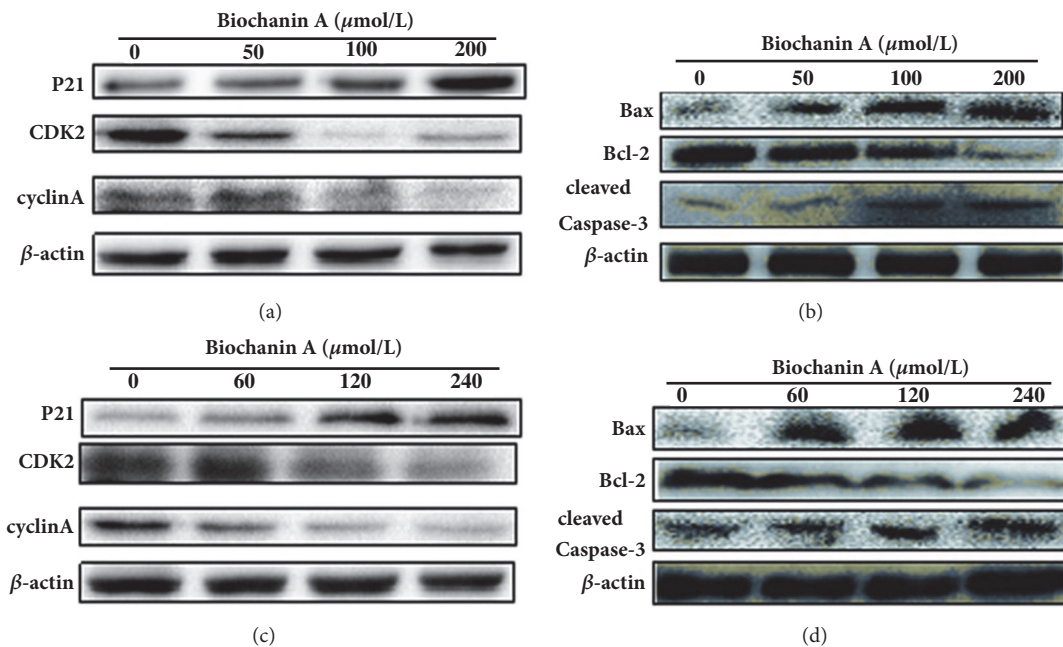 Biochanin A (μmol/L)
0 50 100 200
P21
CDK2
cyclinA
β-actin
(a)
Biochanin A (μmol/L)
0 50 100 200
Bax
Bcl-2
cleaved
Caspase-3
β-actin
(b)
Biochanin A (μmol/L)
0 60 120 240
P21
CDK2
cyclinA
β-actin
(c)
Biochanin A (μmol/L)
0 60 120 240
Bax
Bcl-2
cleaved
Caspase-3
β-actin
(d)